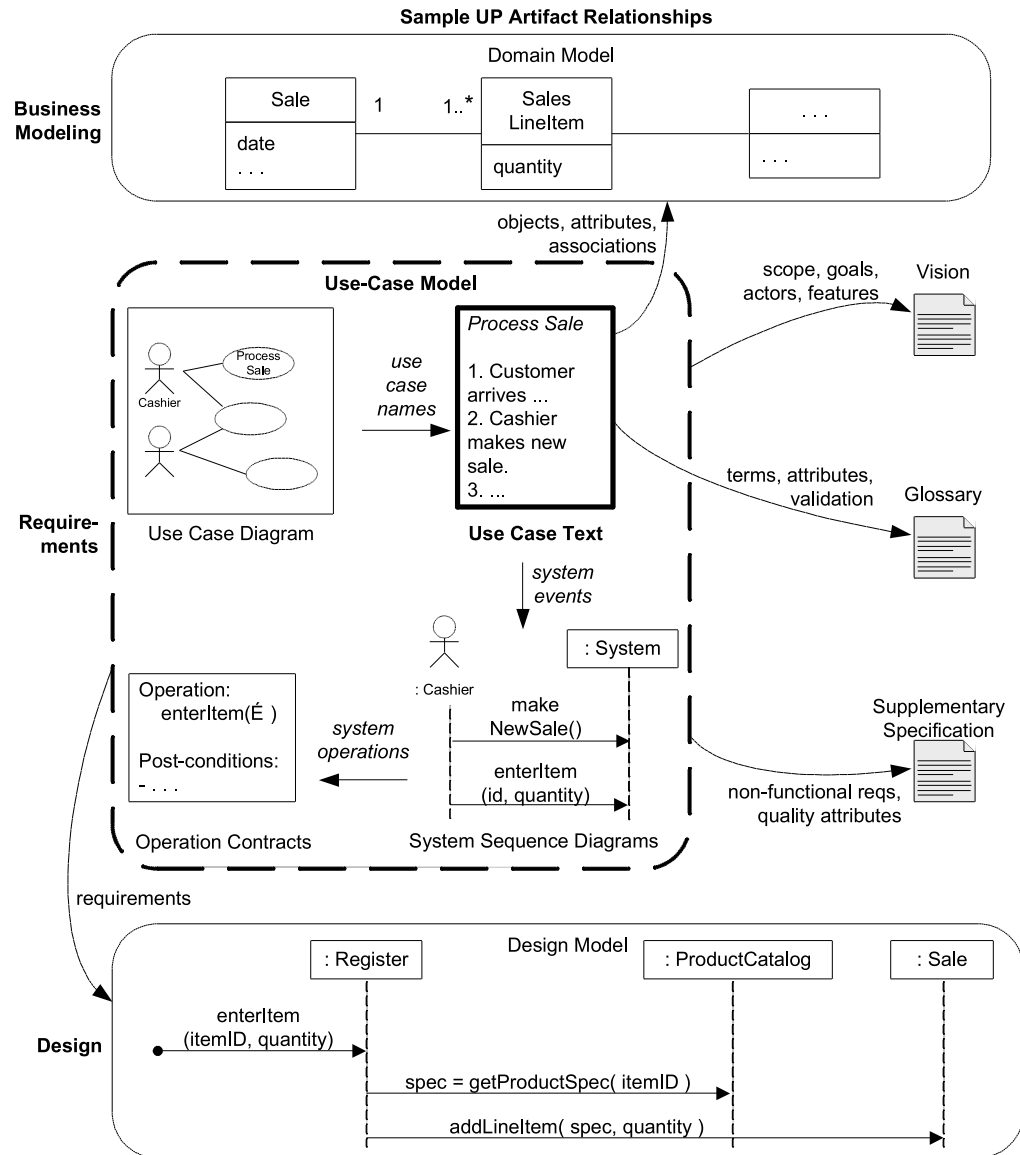 Sample UP Artifact Relationships
Domain Model
Business
Modeling
Sale
1
1..*
Sales
LineItem
. . .
date
. . .
quantity
. . .
objects, attributes,
associations
Use-Case Model
scope, goals,
actors, features
Vision
Process
Sale
Cashier
use
case
names
Process Sale
1. Customer
arrives ...
2. Cashier
makes new
sale.
3. ...
terms, attributes,
validation
Glossary
Require-
ments
Use Case Diagram
Use Case Text
system
events
: System
: Cashier
Operation:
enterItem(É )
Post-conditions:
- . . .
system
operations
make
NewSale()
enterItem
(id, quantity)
Supplementary
Specification
non-functional reqs,
quality attributes
Operation Contracts
System Sequence Diagrams
requirements
Design Model
: Register
: ProductCatalog
: Sale
Design
enterItem
(itemID, quantity)
spec = getProductSpec( itemID )
addLineItem( spec, quantity )